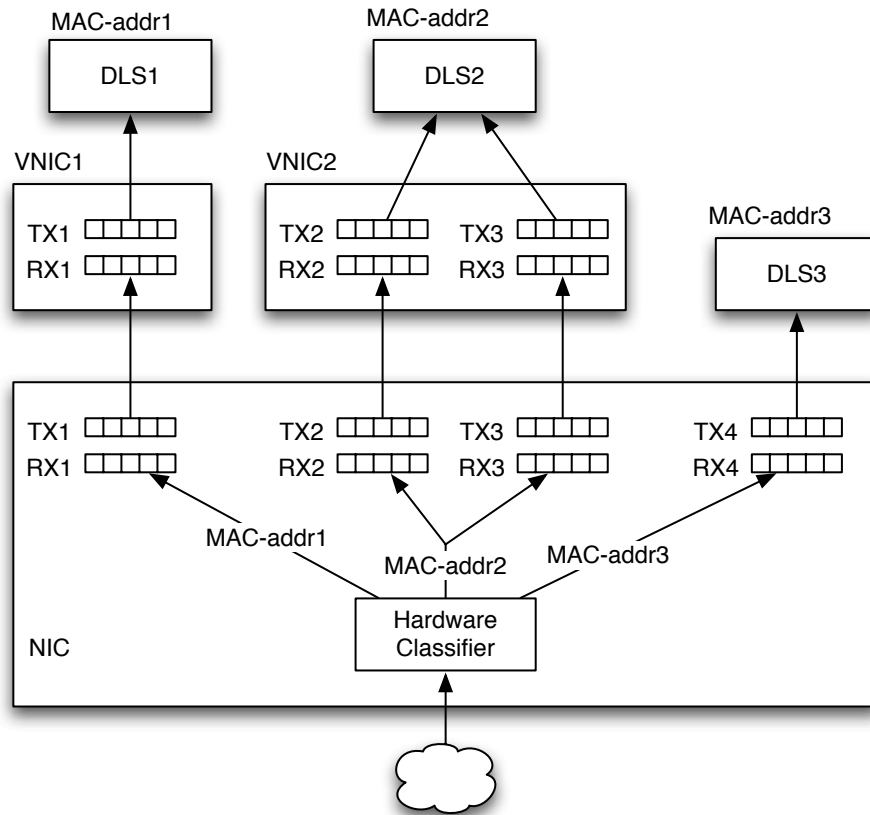 MAC-addr1
MAC-addr2
DLS1
DLS2
VNIC1
VNIC2
MAC-addr3
TX1
TX2
TX3
RX1
RX2
RX3
DLS3
TX1
TX2
TX3
TX4
RX1
RX2
RX3
RX4
MAC-addr1
MAC-addr2
MAC-addr3
Hardware
Classifier
NIC